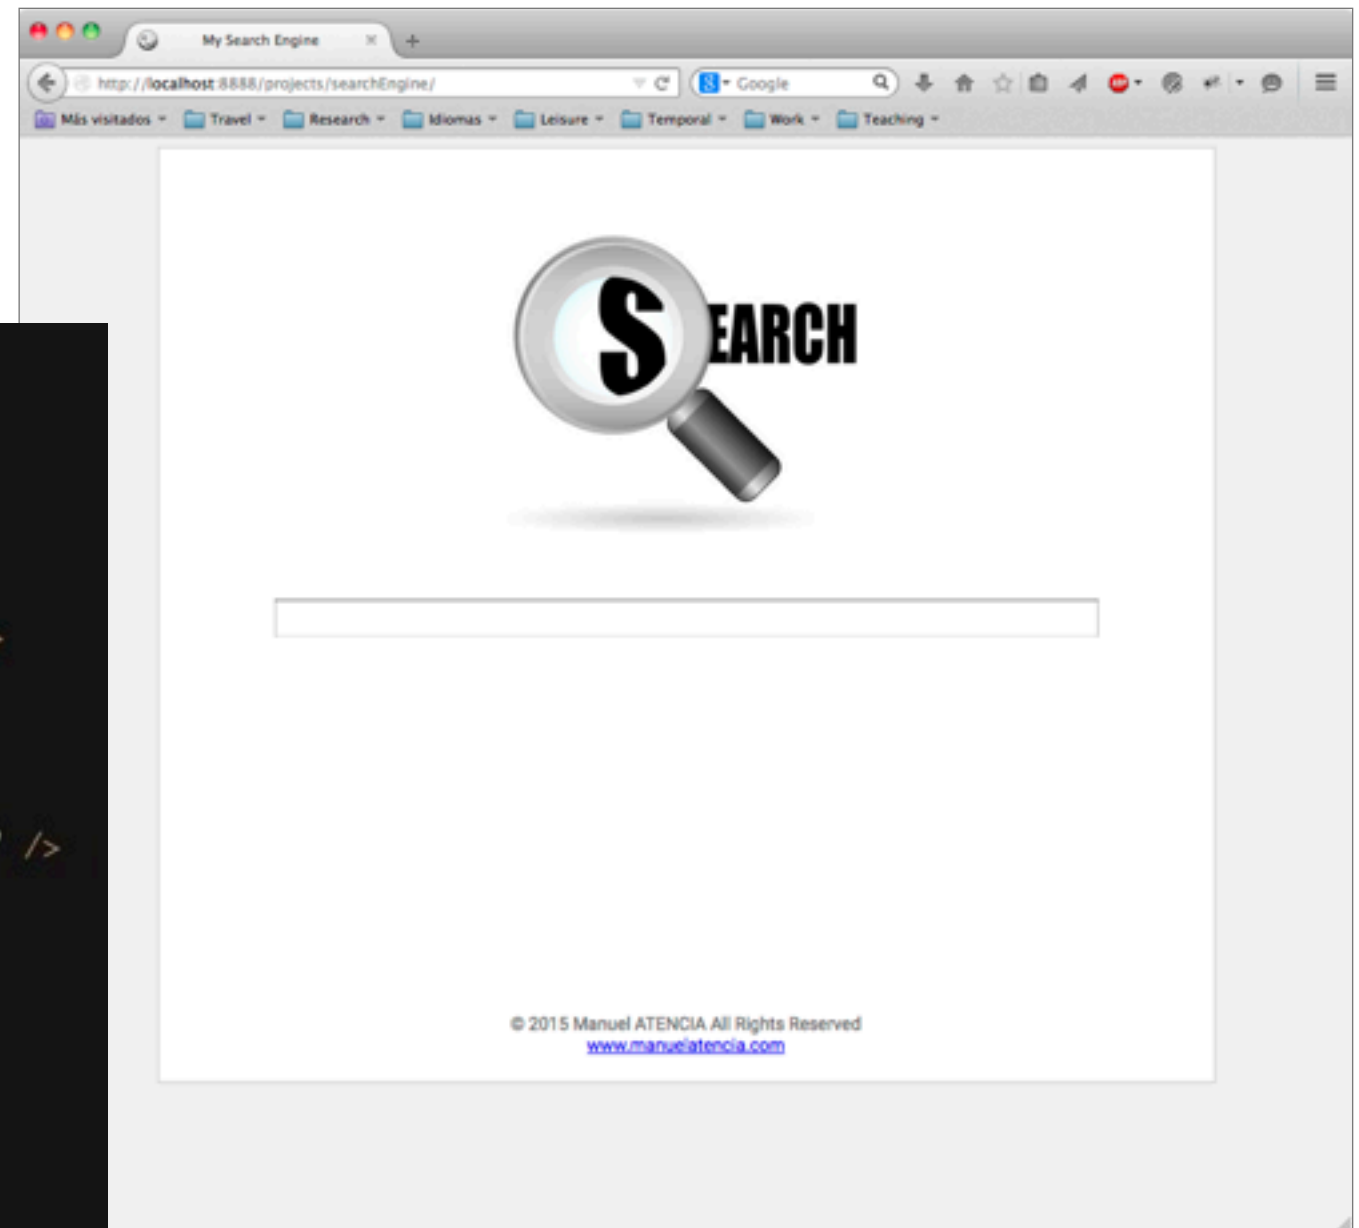 My Search Engine
http://localhost:8888/projects/searchEngine/
Google
Más visitados
Travel
Research
Idiomas
Leisure
Temporal
Work
Teaching
SEARCH
/>
© 2015 Manuel ATENCIA All Rights Reserved
www.manuelatencia.com